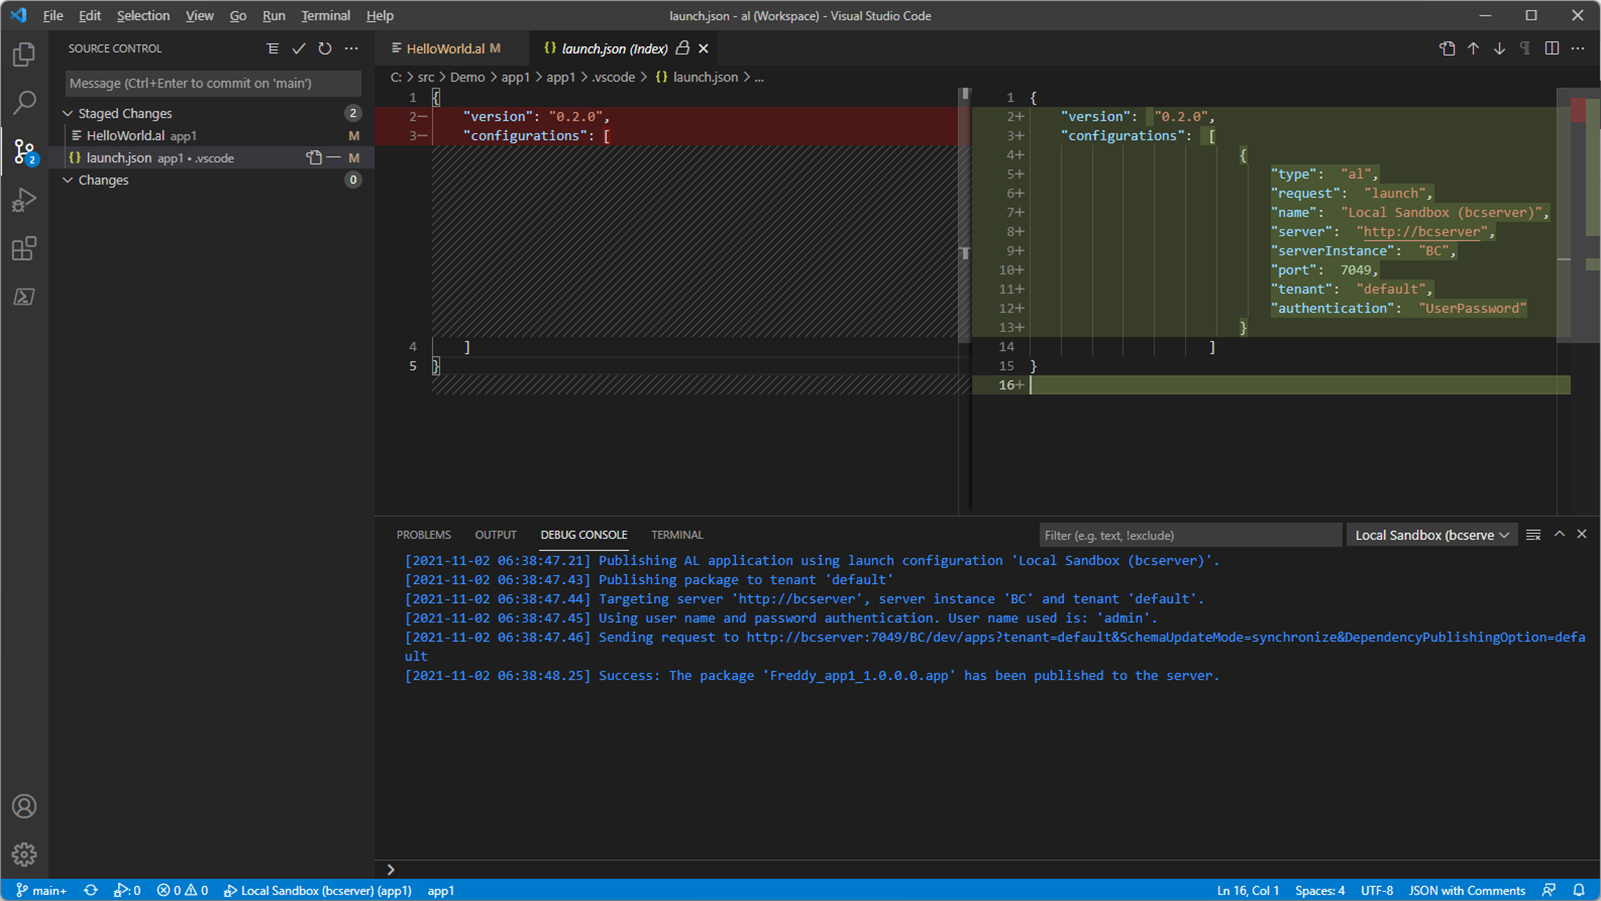 File Edit Selection View Go Run Terminal Help
launch.json - al (Workspace) - Visual Studio Code
SOURCE CONTROL
Message (Ctrl+Enter to commit on 'main')
Staged Changes 2
HelloWorld.al app1 M
launch.json app1 • .vscode M
Changes 0
2
HelloWorld.al M
{} launch.json (Index)
C: > src > Demo > app1 > app1 > .vscode > {} launch.json > ...
1 {
2− "version": "0.2.0",
3− "configurations": [
4 ]
5 }
1 {
2+ "version": "0.2.0",
3+ "configurations": [
4+ {
5+ "type": "al",
6+ "request": "launch",
7+ "name": "Local Sandbox (bcserver)",
8+ "server": "http://bcserver",
9+ "serverInstance": "BC",
10+ "port": 7049,
11+ "tenant": "default",
12+ "authentication": "UserPassword"
13+ }
14 ]
15 }
16+
PROBLEMS OUTPUT DEBUG CONSOLE TERMINAL
Filter (e.g. text, !exclude)
Local Sandbox (bcserve
[2021-11-02 06:38:47.21] Publishing AL application using launch configuration 'Local Sandbox (bcserver)'.
[2021-11-02 06:38:47.43] Publishing package to tenant 'default'
[2021-11-02 06:38:47.44] Targeting server 'http://bcserver', server instance 'BC' and tenant 'default'.
[2021-11-02 06:38:47.45] Using user name and password authentication. User name used is: 'admin'.
[2021-11-02 06:38:47.46] Sending request to http://bcserver:7049/BC/dev/apps?tenant=default&SchemaUpdateMode=synchronize&DependencyPublishingOption=defa
ult
[2021-11-02 06:38:48.25] Success: The package 'Freddy_app1_1.0.0.0.app' has been published to the server.
>
main+ 0 0 0 Local Sandbox (bcserver) (app1) app1
Ln 16, Col 1 Spaces: 4 UTF-8 JSON with Comments